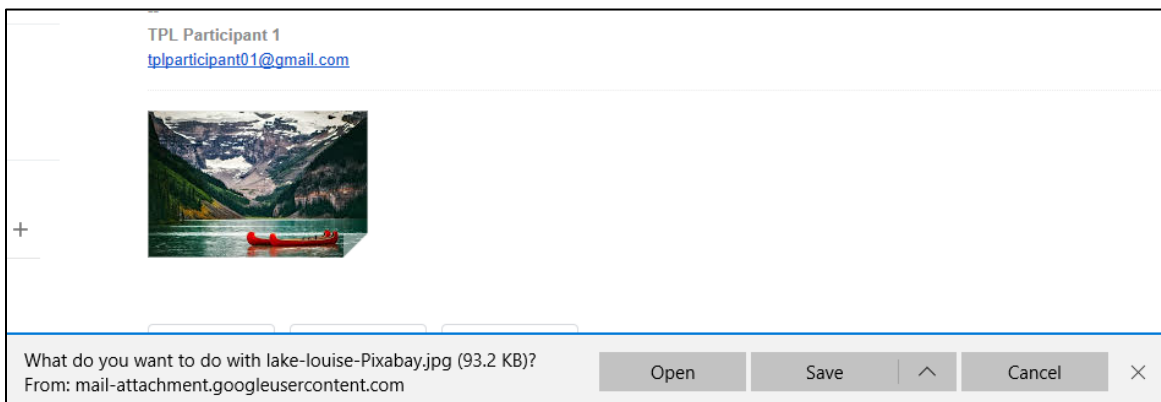 --
TPL Participant 1
tplparticipant01@gmail.com
+
What do you want to do with lake-louise-Pixabay.jpg (93.2 KB)?
From: mail-attachment.googleusercontent.com
Open
Save
Cancel